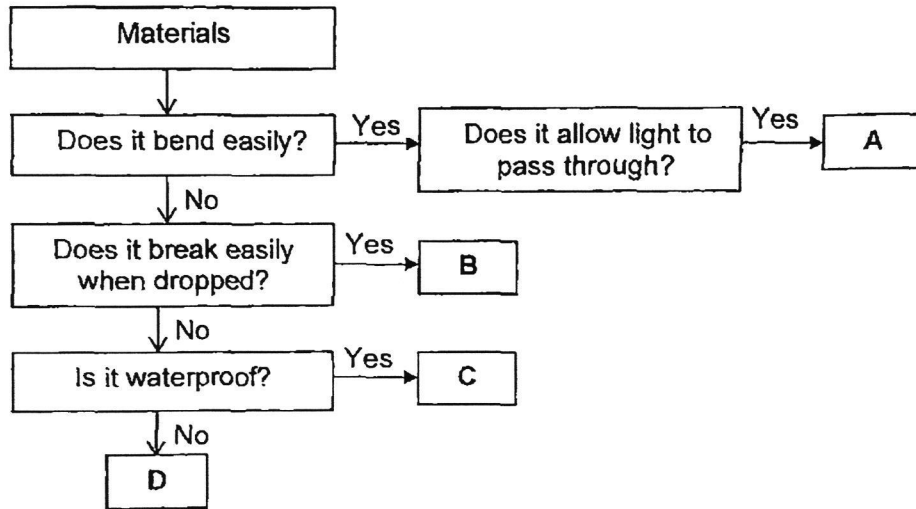 Materials
Does it bend easily?
Yes
Does it allow light to
pass through?
Yes
A
No
Does it break easily
when dropped?
Yes
B
No
Is it waterproof?
Yes
C
No
D